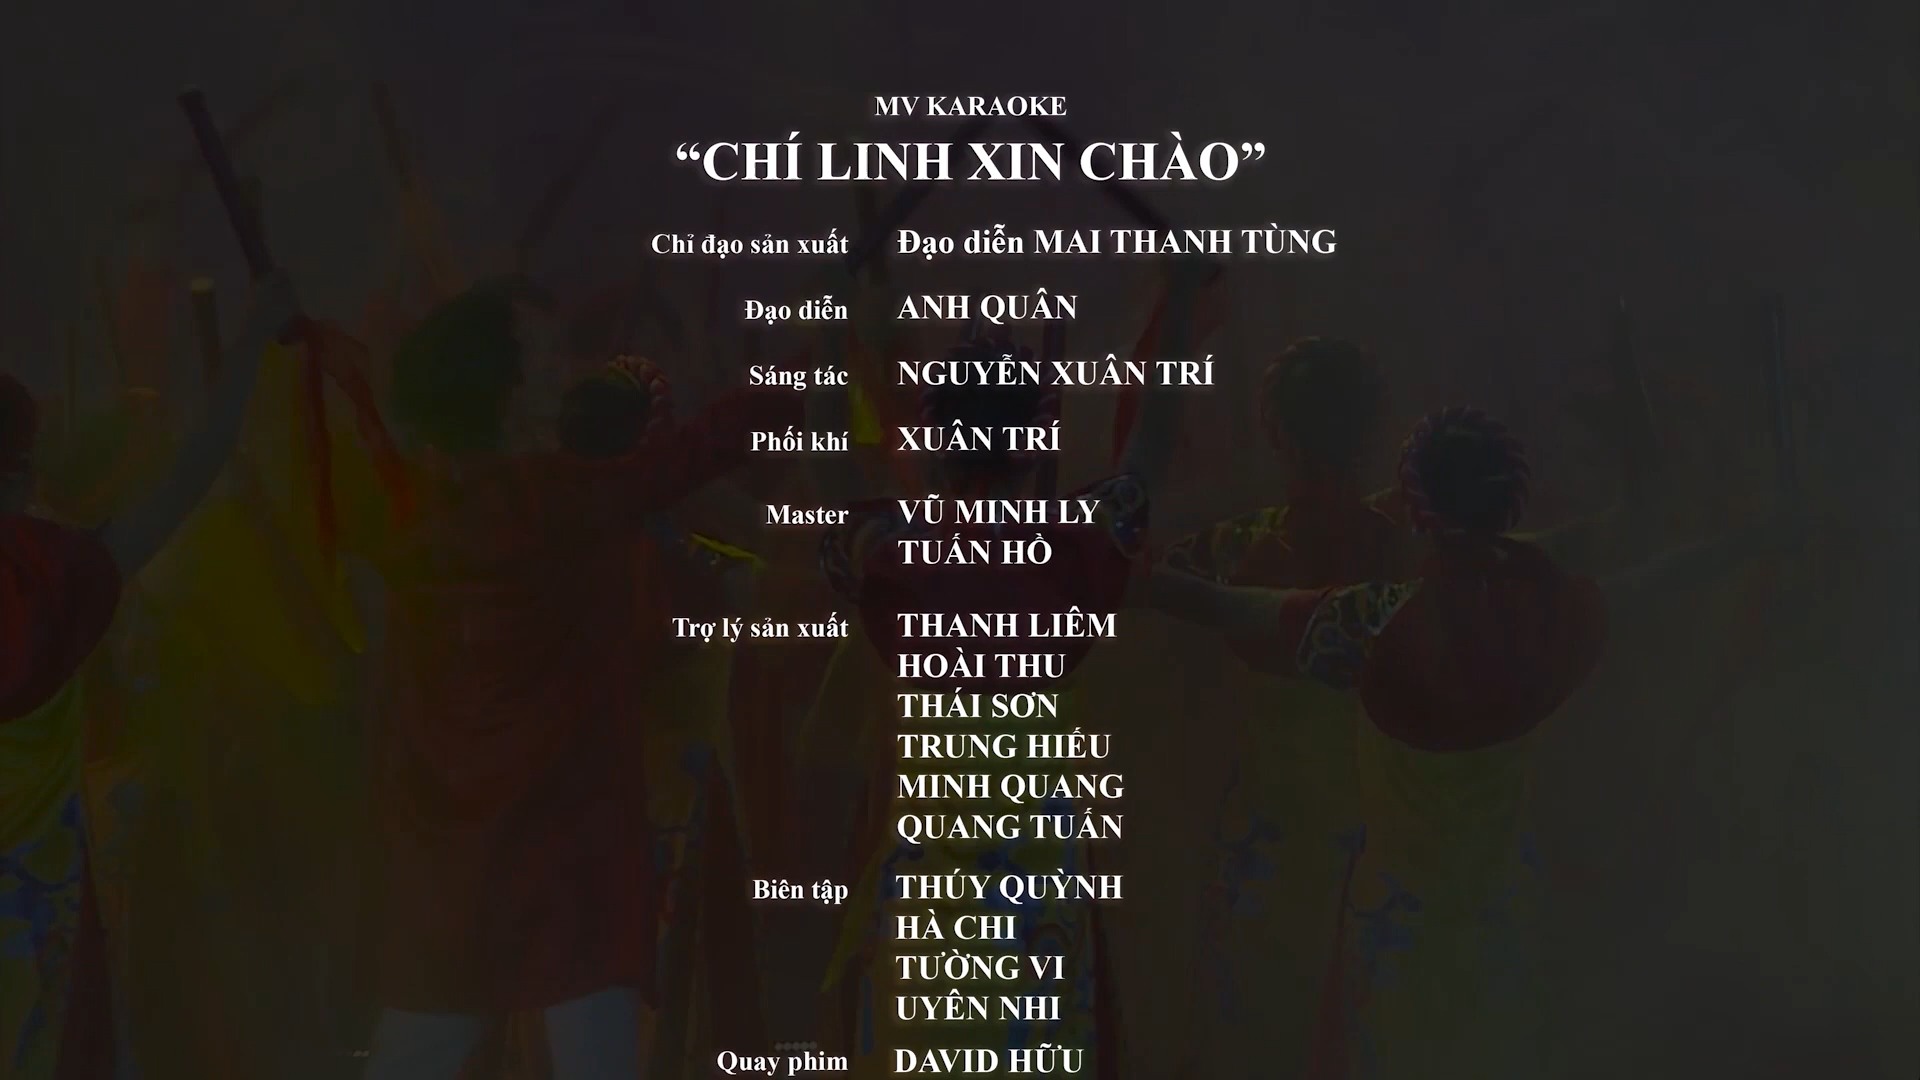 MV KARAOKE
“CHÍ LINH XIN CHÀO”
Chỉ đạo sản xuất Đạo diễn MAI THANH TÙNG
Đạo diễn ANH QUÂN
Sáng tác NGUYỄN XUÂN TRÍ
Phối khí XUÂN TRÍ
Master VŨ MINH LY
TUẤN HỒ
Trợ lý sản xuất THANH LIÊM
HOÀI THU
THÁI SƠN
TRUNG HIẾU
MINH QUANG
QUANG TUẤN
Biên tập THÚY QUỲNH
HÀ CHI
TƯỜNG VI
UYÊN NHI
Quay phim DAVID HỮU